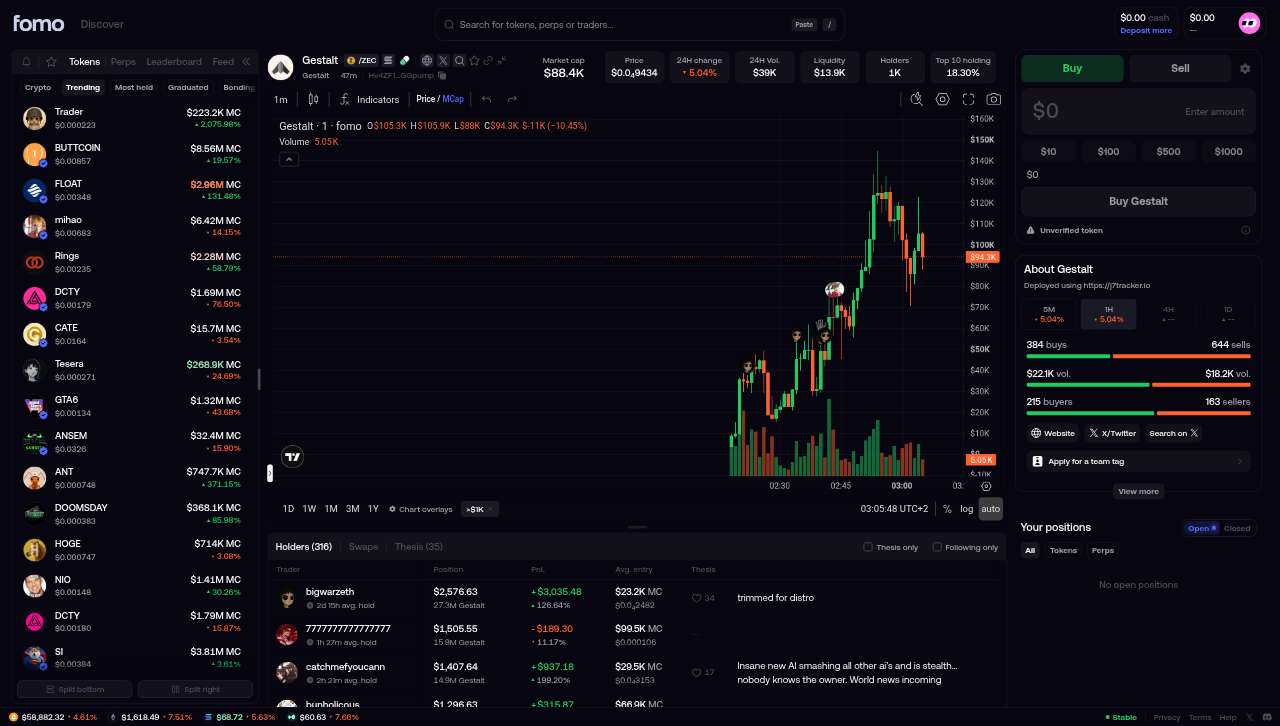 fomo Discover
Search for tokens, perps or traders... Paste /
$0.00 cash
Deposit more
$0.00
Tokens Perps Leaderboard Feed
Crypto Trending Most held Graduated Bonding
Trader $223.2K MC
$0.000223 2,075.98%
BUTTCOIN $8.56M MC
$0.00857 19.57%
FLOAT $2.96M MC
$0.00348 131.48%
mihao $6.42M MC
$0.00683 14.15%
Rings $2.28M MC
$0.00235 58.79%
DCTY $1.69M MC
$0.00179 76.50%
CATE $15.7M MC
$0.0164 3.54%
Tesera $268.9K MC
$0.000271 24.69%
GTA6 $1.32M MC
$0.00134 43.68%
ANSEM $32.4M MC
$0.0326 15.90%
ANT $747.7K MC
$0.000748 371.15%
DOOMSDAY $368.1K MC
$0.000383 85.98%
HOGE $714K MC
$0.000747 3.08%
NIO $1.41M MC
$0.00148 30.26%
DCTY $1.79M MC
$0.00180 15.87%
SI $3.81M MC
$0.00384 3.61%
Split bottom Split right
Gestalt /ZEC
Gestalt 47m Hv4ZF1...GGpump
Market cap
$88.4K
Price
$0.0₄9434
24H change
5.04%
24H Vol.
$39K
Liquidity
$13.9K
Holders
1K
Top 10 holding
18.30%
1m Indicators Price / MCap
Gestalt · 1 · fomo O$105.3K H$105.9K L$88K C$94.3K $-11K (−10.45%)
Volume 5.05K
$160K
$150K
$140K
$130K
$120K
$110K
$100K
$94.3K
$90K
$80K
$70K
$60K
$50K
$40K
$30K
$20K
$10K
$0
5.05K
$-10K
02:30 02:45 03:00 03:
1D 1W 1M 3M 1Y Chart overlays >$1K 03:05:48 UTC+2 % log auto
Holders (316) Swaps Thesis (35) Thesis only Following only
Trader Position PnL Avg. entry Thesis
bigwarzeth $2,576.63 +$3,035.48 $23.2K MC 34 trimmed for distro
2d 15h avg. hold 27.3M Gestalt 126.64% $0.0₄2482
7777777777777777 $1,505.55 -$189.30 $99.5K MC
1h 27m avg. hold 15.9M Gestalt 11.17% $0.000106
catchmefyoucann $1,407.64 +$937.18 $29.5K MC 17 Insane new AI smashing all other ai's and is stealth...
2h 21m avg. hold 14.9M Gestalt 199.20% $0.0₄3153 nobody knows the owner. World news incoming
bunholicous $1,296.63 +$315.87 $66.9K MC
Buy Sell
$0 Enter amount
$10 $100 $500 $1000
$0
Buy Gestalt
Unverified token
About Gestalt
Deployed using https://j7tracker.io
5M 1H 4H 1D
5.04% 5.04% -- --
384 buys 644 sells
$22.1K vol. $18.2K vol.
215 buyers 163 sellers
Website X/Twitter Search on X
Apply for a team tag
View more
Your positions Open Closed
All Tokens Perps
No open positions
$58,882.32 4.61% $1,618.49 7.51% $68.72 5.63% $60.63 7.66% Stable Privacy Terms Help